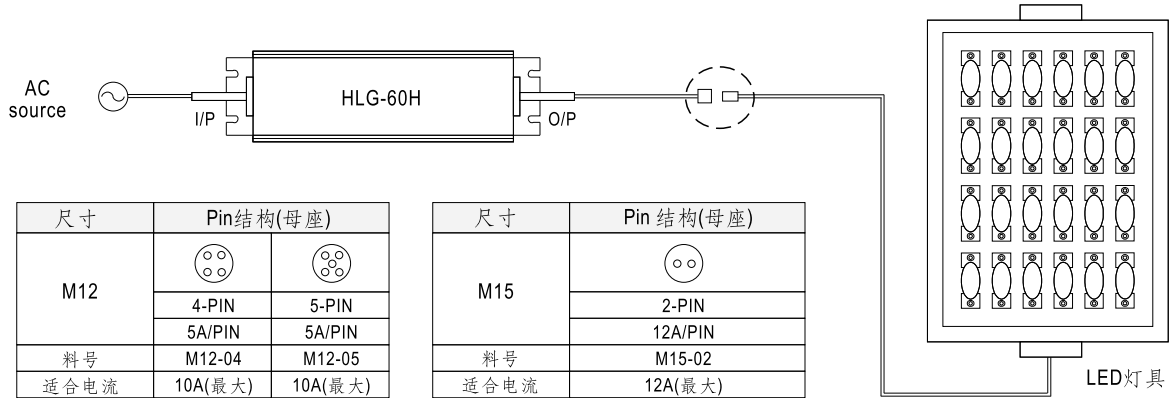 AC
source
I/P
HLG-60H
O/P
尺寸 Pin结构(母座)
M12
4-PIN 5-PIN
5A/PIN 5A/PIN
料号 M12-04 M12-05
适合电流 10A(最大) 10A(最大)
尺寸 Pin 结构(母座)
M15
2-PIN
12A/PIN
料号 M15-02
适合电流 12A(最大)
LED灯具